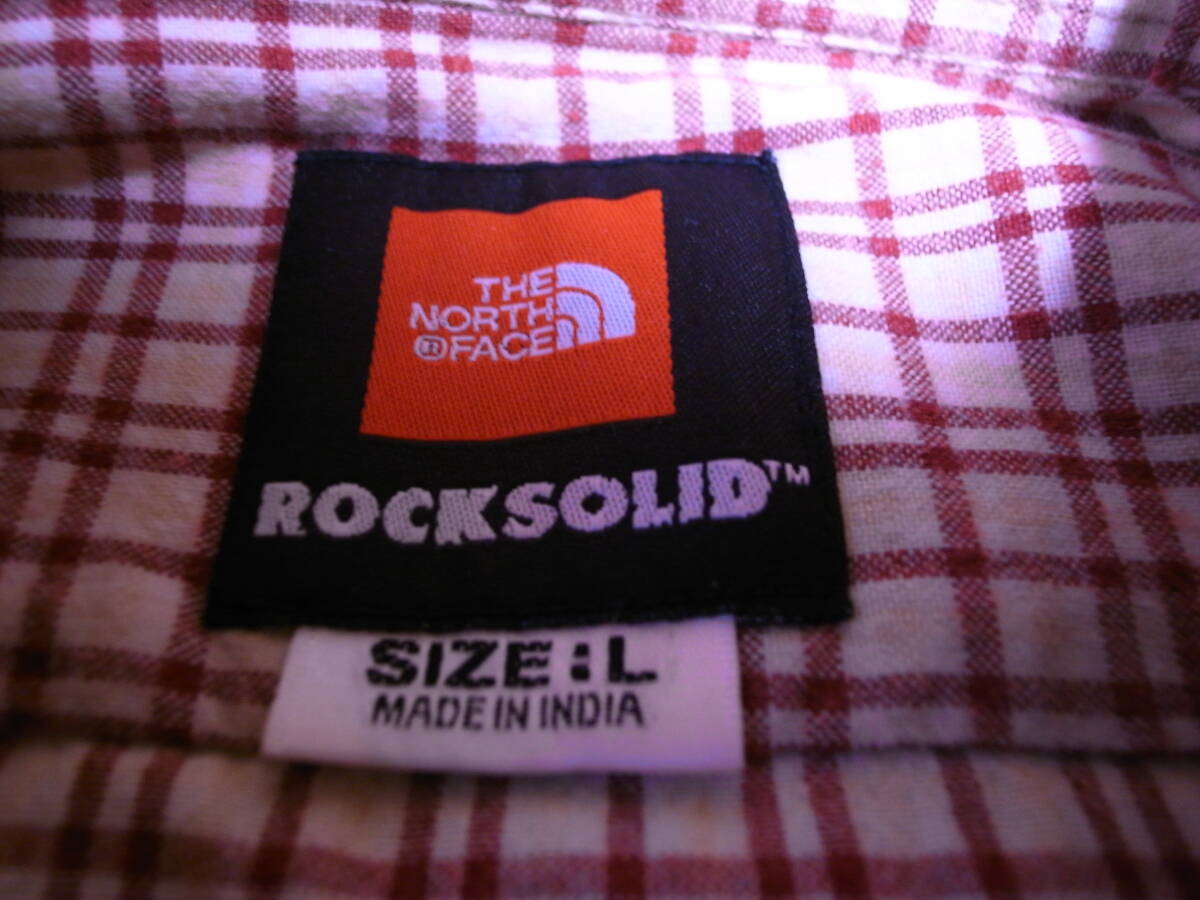 THE
NORTH
®FACE
ROCKSOLID™
SIZE:L
MADE IN INDIA